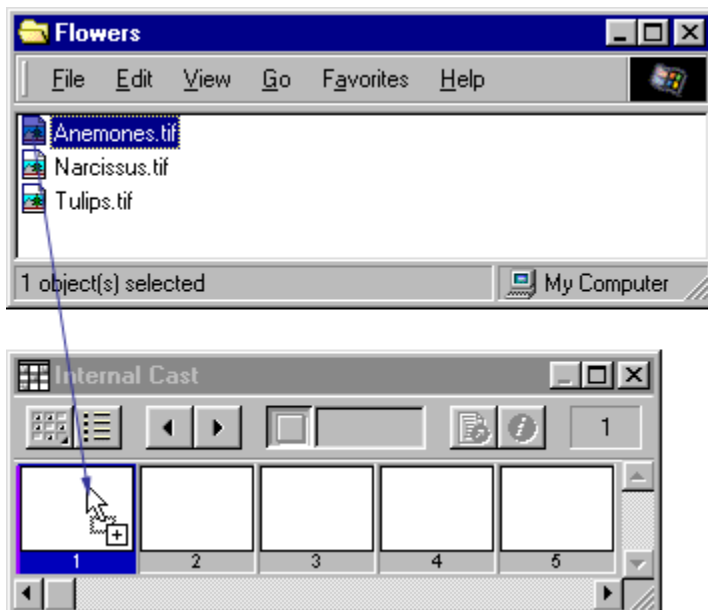 Flowers
File Edit View Go Favorites Help
Anemones.tif
Narcissus.tif
Tulips.tif
1 object(s) selected My Computer
Internal Cast
1
1 2 3 4 5